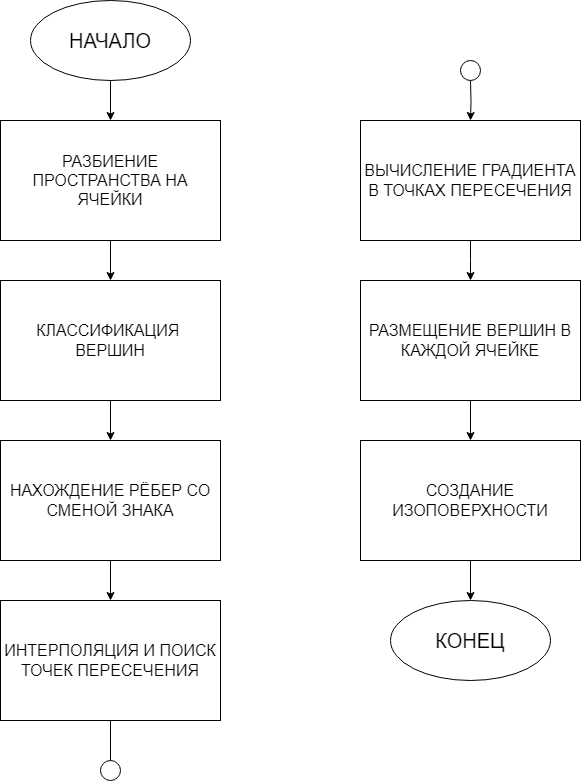 НАЧАЛО
РАЗБИЕНИЕ
ПРОСТРАНСТВА НА
ЯЧЕЙКИ
КЛАССИФИКАЦИЯ
ВЕРШИН
НАХОЖДЕНИЕ РЁБЕР СО
СМЕНОЙ ЗНАКА
ИНТЕРПОЛЯЦИЯ И ПОИСК
ТОЧЕК ПЕРЕСЕЧЕНИЯ
ВЫЧИСЛЕНИЕ ГРАДИЕНТА
В ТОЧКАХ ПЕРЕСЕЧЕНИЯ
РАЗМЕЩЕНИЕ ВЕРШИН В
КАЖДОЙ ЯЧЕЙКЕ
СОЗДАНИЕ
ИЗОПОВЕРХНОСТИ
КОНЕЦ